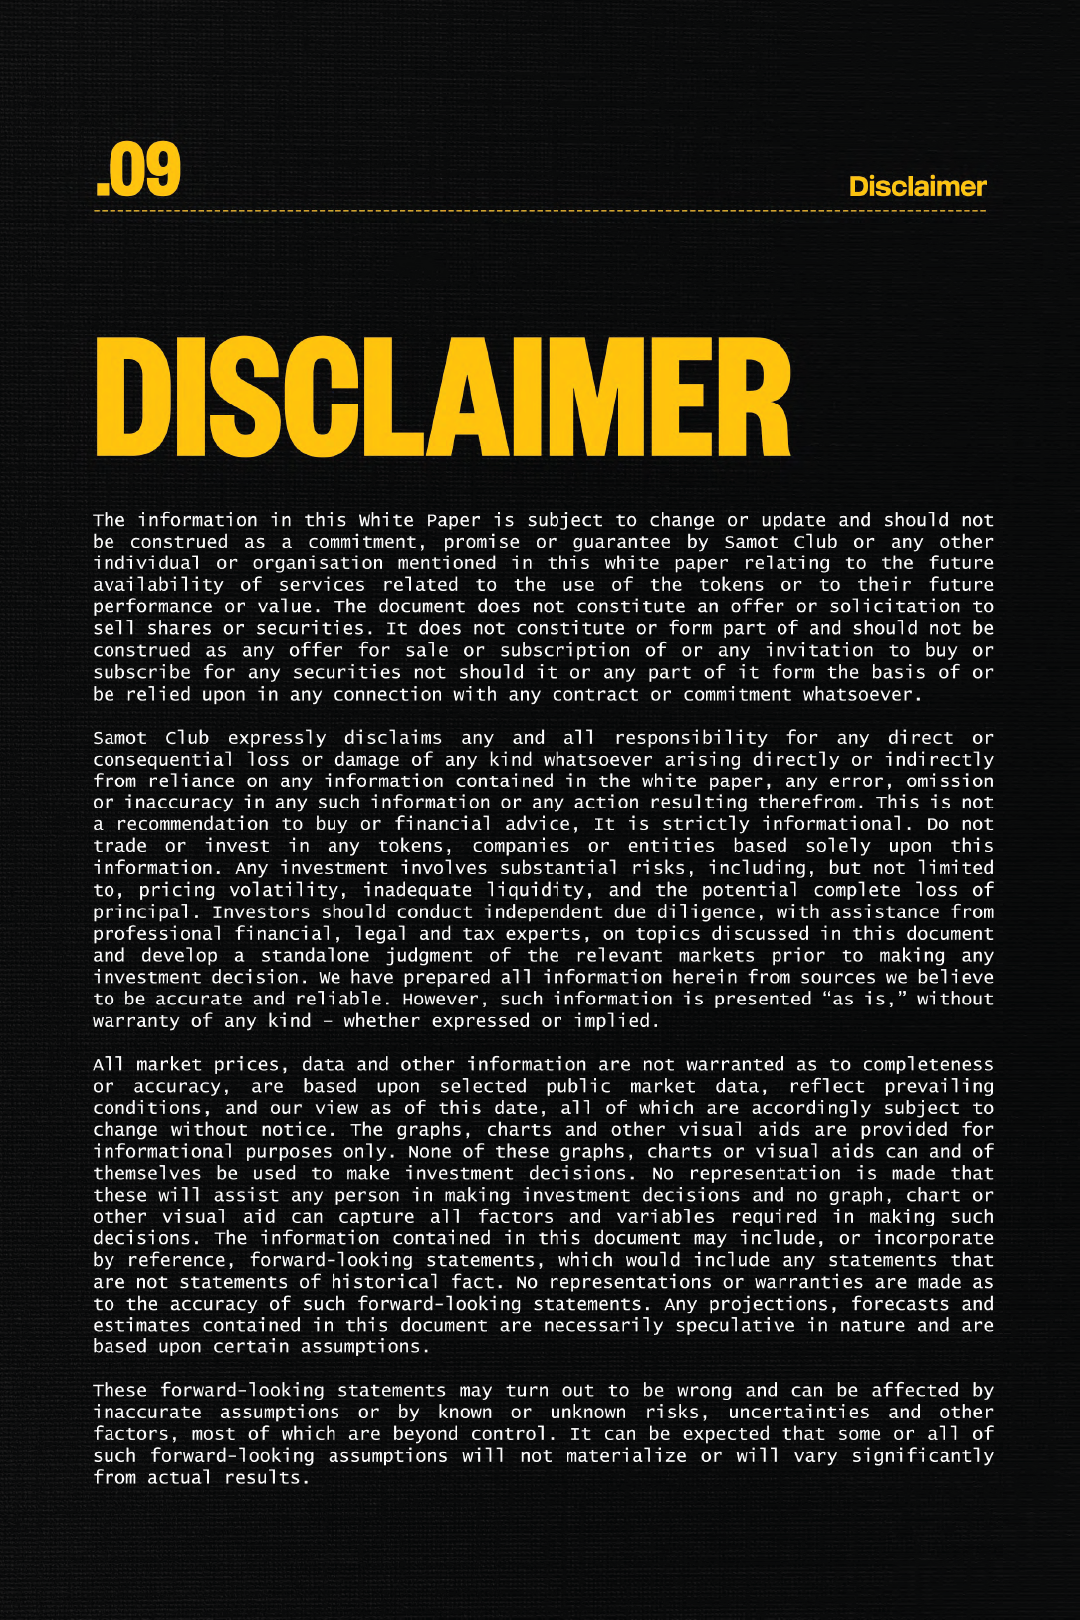 .09
Disclaimer
DISCLAIMER
The information in this White Paper is subject to change or update and should not
be construed as a commitment, promise or guarantee by Samot Club or any other
individual or organisation mentioned in this white paper relating to the future
availability of services related to the use of the tokens or to their future
performance or value. The document does not constitute an offer or solicitation to
sell shares or securities. It does not constitute or form part of and should not be
construed as any offer for sale or subscription of or any invitation to buy or
subscribe for any securities not should it or any part of it form the basis of or
be relied upon in any connection with any contract or commitment whatsoever.
Samot Club expressly disclaims any and all responsibility for any direct or
consequential loss or damage of any kind whatsoever arising directly or indirectly
from reliance on any information contained in the white paper, any error, omission
or inaccuracy in any such information or any action resulting therefrom. This is not
a recommendation to buy or financial advice, It is strictly informational. Do not
trade or invest in any tokens, companies or entities based solely upon this
information. Any investment involves substantial risks, including, but not limited
to, pricing volatility, inadequate liquidity, and the potential complete loss of
principal. Investors should conduct independent due diligence, with assistance from
professional financial, legal and tax experts, on topics discussed in this document
and develop a standalone judgment of the relevant markets prior to making any
investment decision. We have prepared all information herein from sources we believe
to be accurate and reliable. However, such information is presented “as is,” without
warranty of any kind – whether expressed or implied.
All market prices, data and other information are not warranted as to completeness
or accuracy, are based upon selected public market data, reflect prevailing
conditions, and our view as of this date, all of which are accordingly subject to
change without notice. The graphs, charts and other visual aids are provided for
informational purposes only. None of these graphs, charts or visual aids can and of
themselves be used to make investment decisions. No representation is made that
these will assist any person in making investment decisions and no graph, chart or
other visual aid can capture all factors and variables required in making such
decisions. The information contained in this document may include, or incorporate
by reference, forward-looking statements, which would include any statements that
are not statements of historical fact. No representations or warranties are made as
to the accuracy of such forward-looking statements. Any projections, forecasts and
estimates contained in this document are necessarily speculative in nature and are
based upon certain assumptions.
These forward-looking statements may turn out to be wrong and can be affected by
inaccurate assumptions or by known or unknown risks, uncertainties and other
factors, most of which are beyond control. It can be expected that some or all of
such forward-looking assumptions will not materialize or will vary significantly
from actual results.